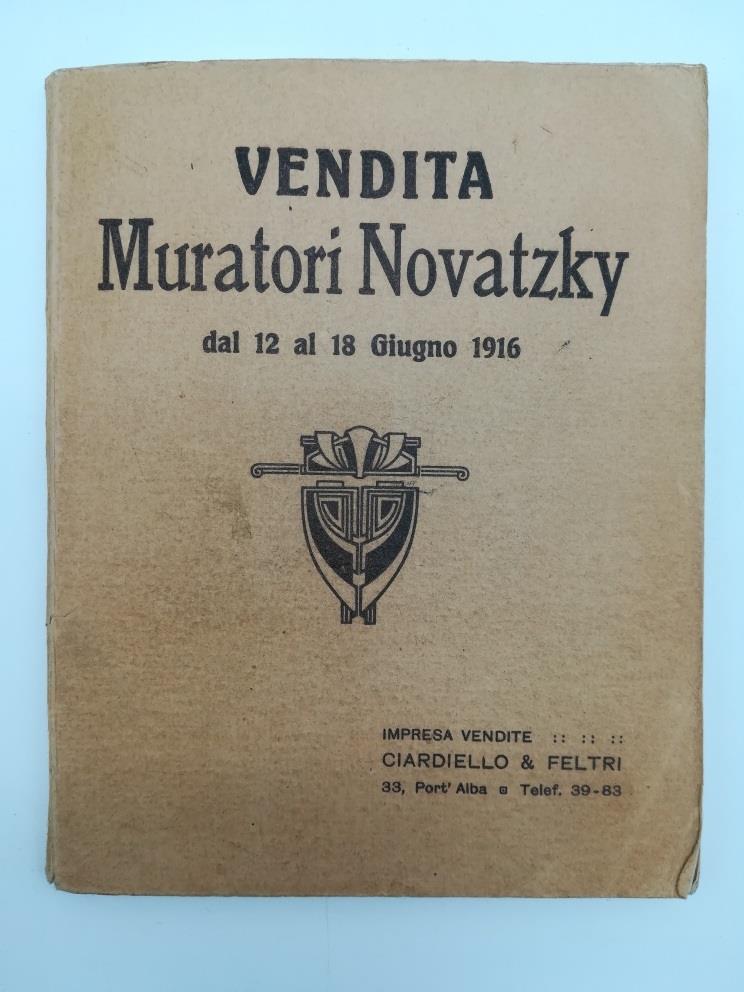 VENDITA
Muratori Novatzky
dal 12 al 18 Giugno 1916
IMPRESA VENDITE :: :: ::
CIARDIELLO & FELTRI
33, Port' Alba ▫ Telef. 39-83